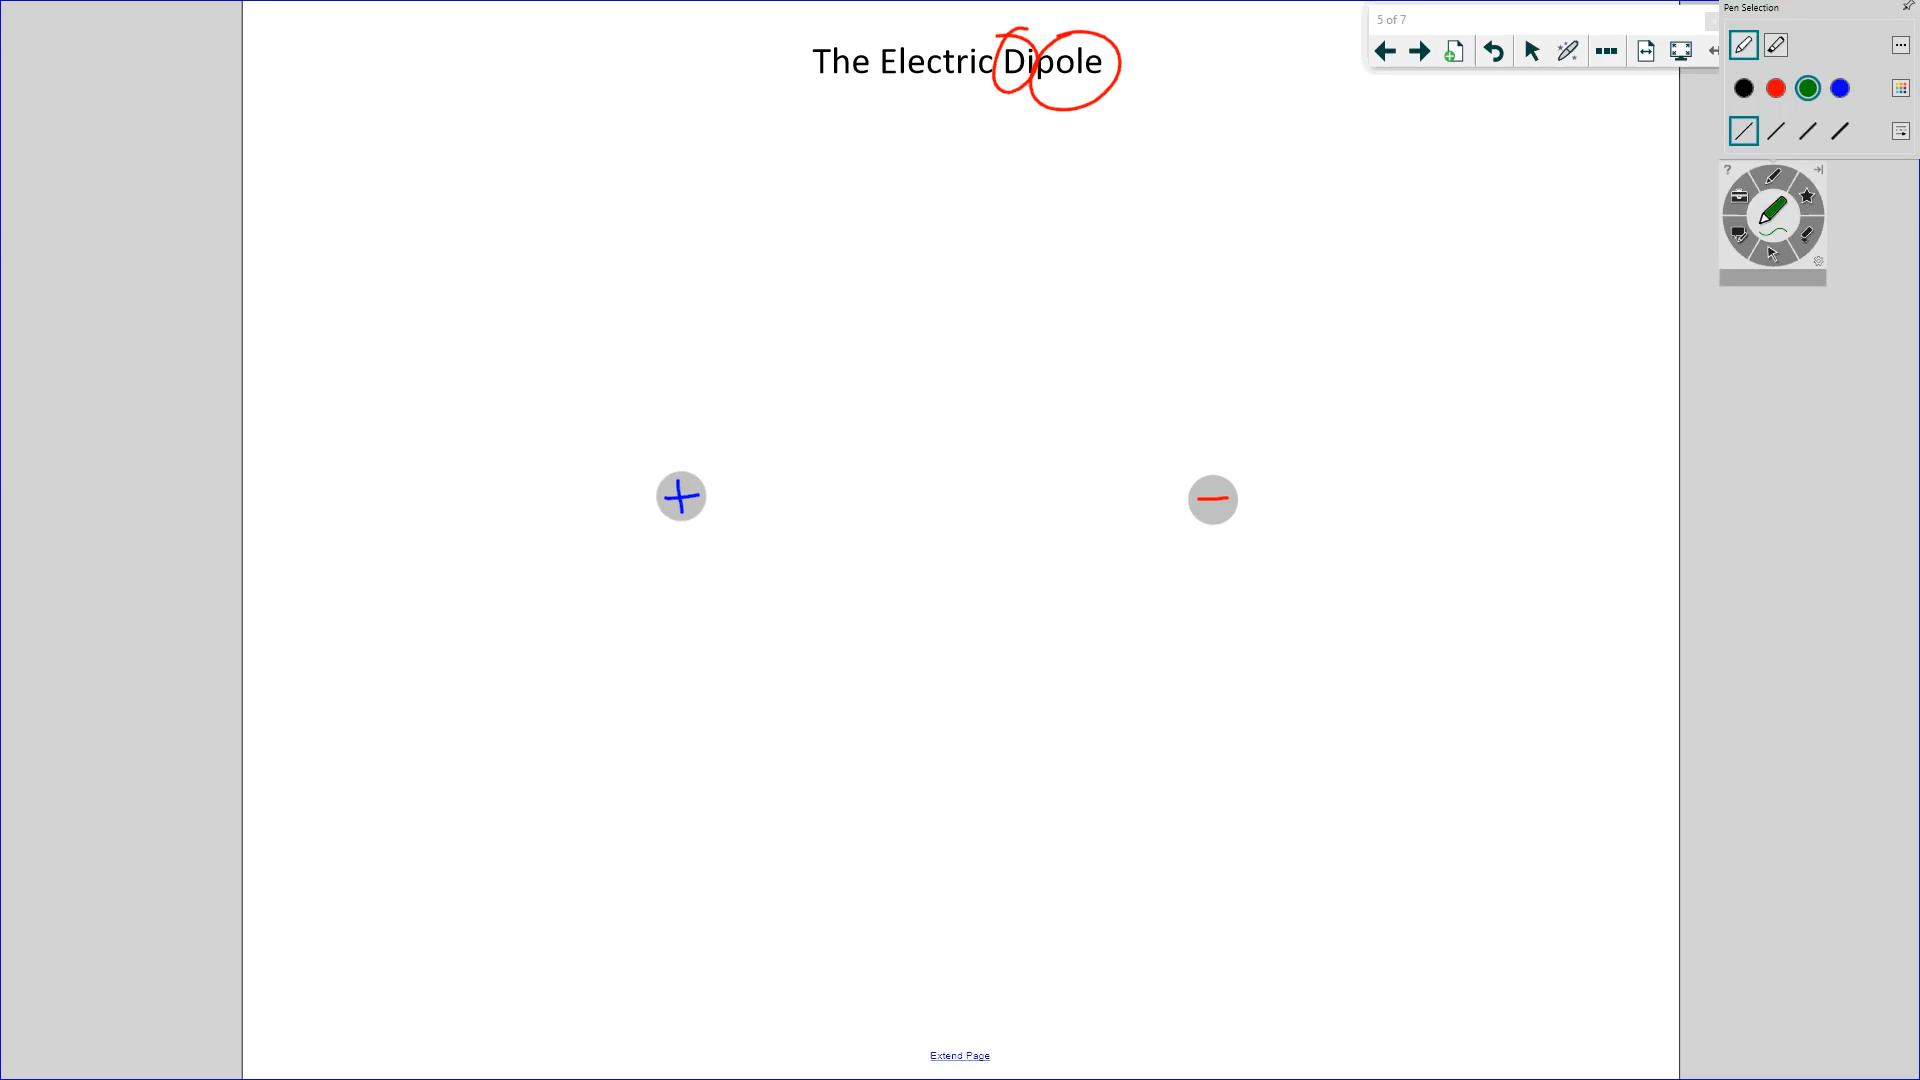 The Electric Dipole
5 of 7
Pen Selection
?
+
−
Extend Page